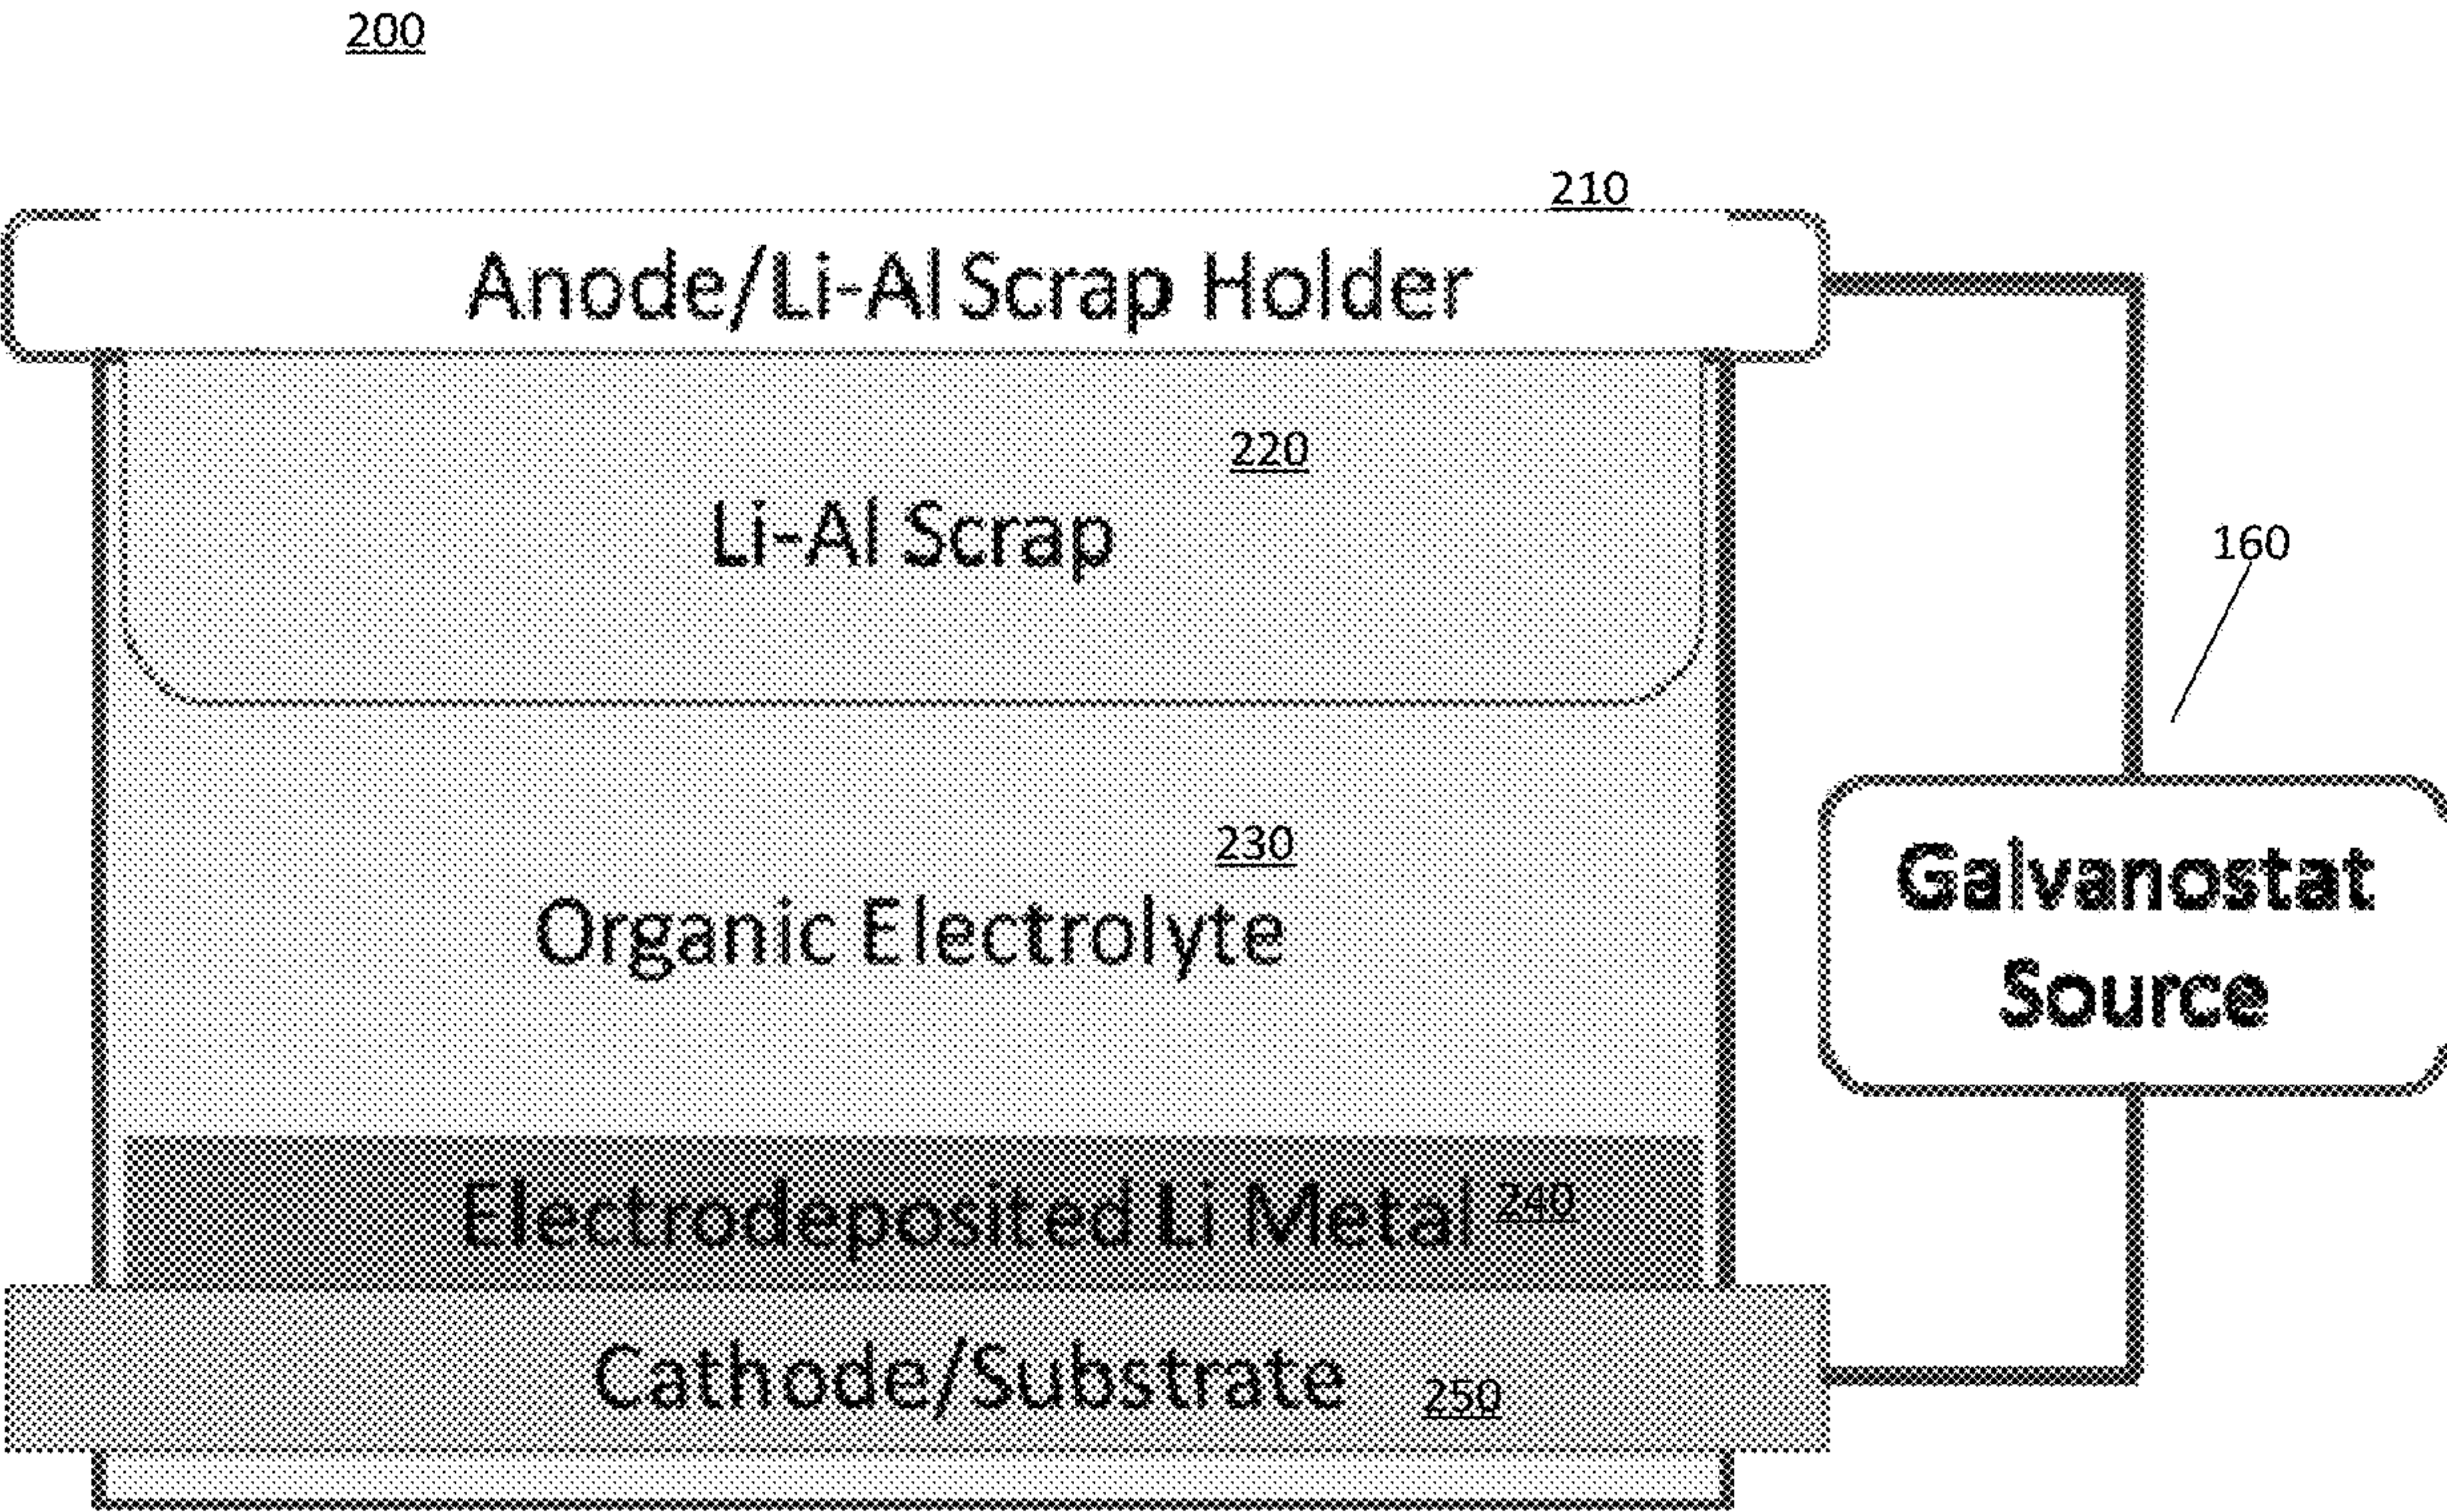 200
210
Anode/Li-Al Scrap Holder
220
Li-Al Scrap
160
230
Organic Electrolyte
Galvanostat
Source
Electrodeposited Li Metal 240
Cathode/Substrate 250